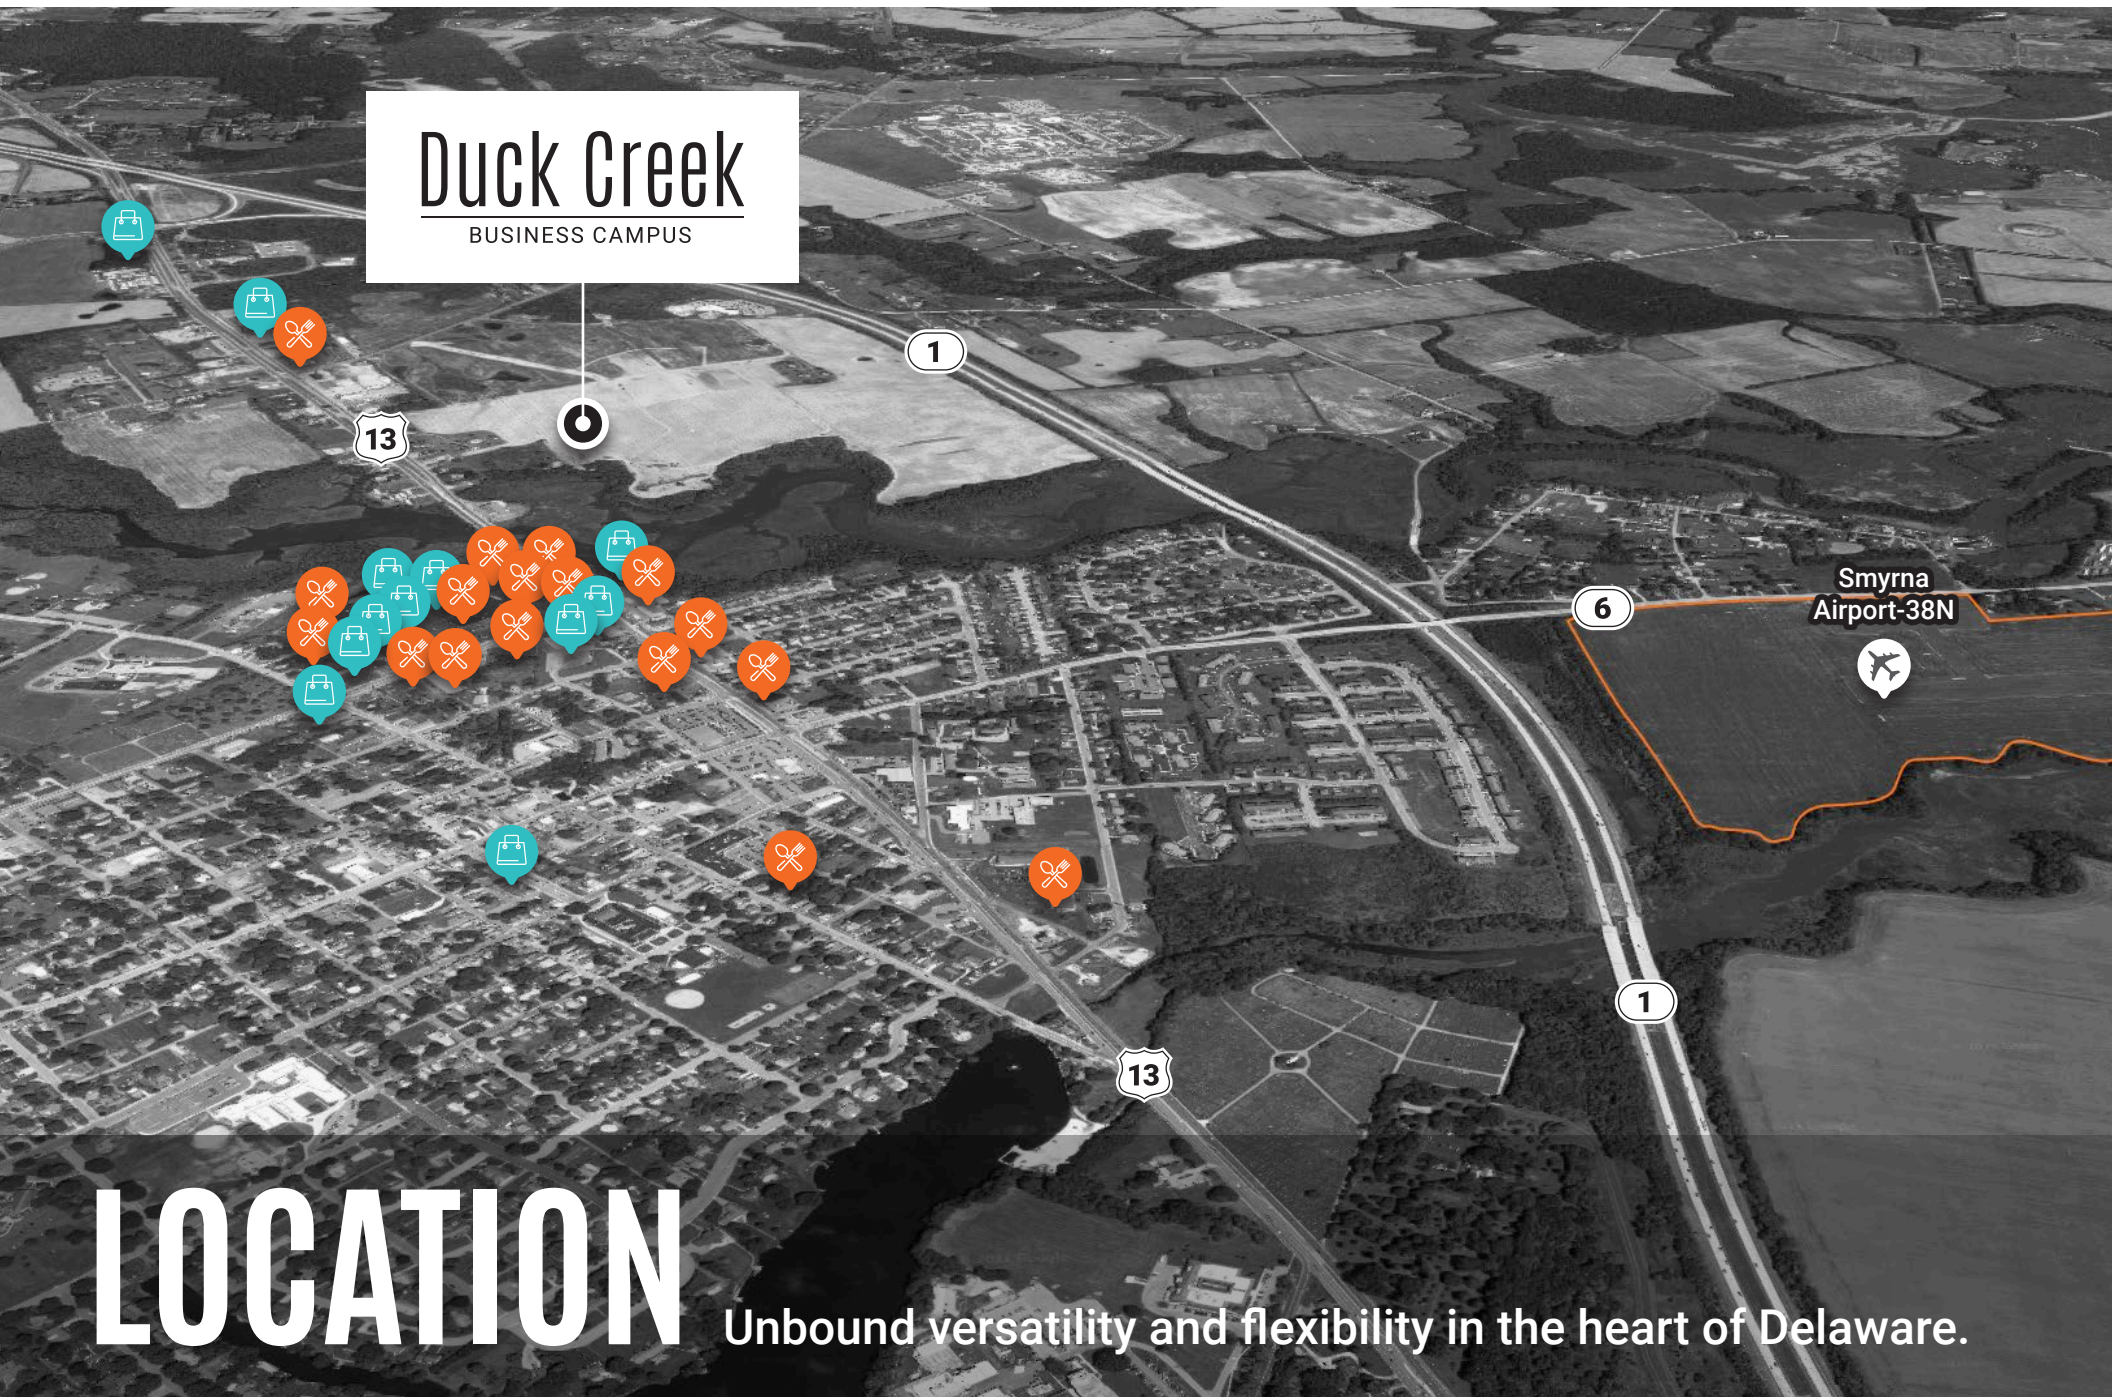 Duck Creek
BUSINESS CAMPUS
1
13
Smyrna
Airport-38N
6
1
13
LOCATION
Unbound versatility and flexibility in the heart of Delaware.